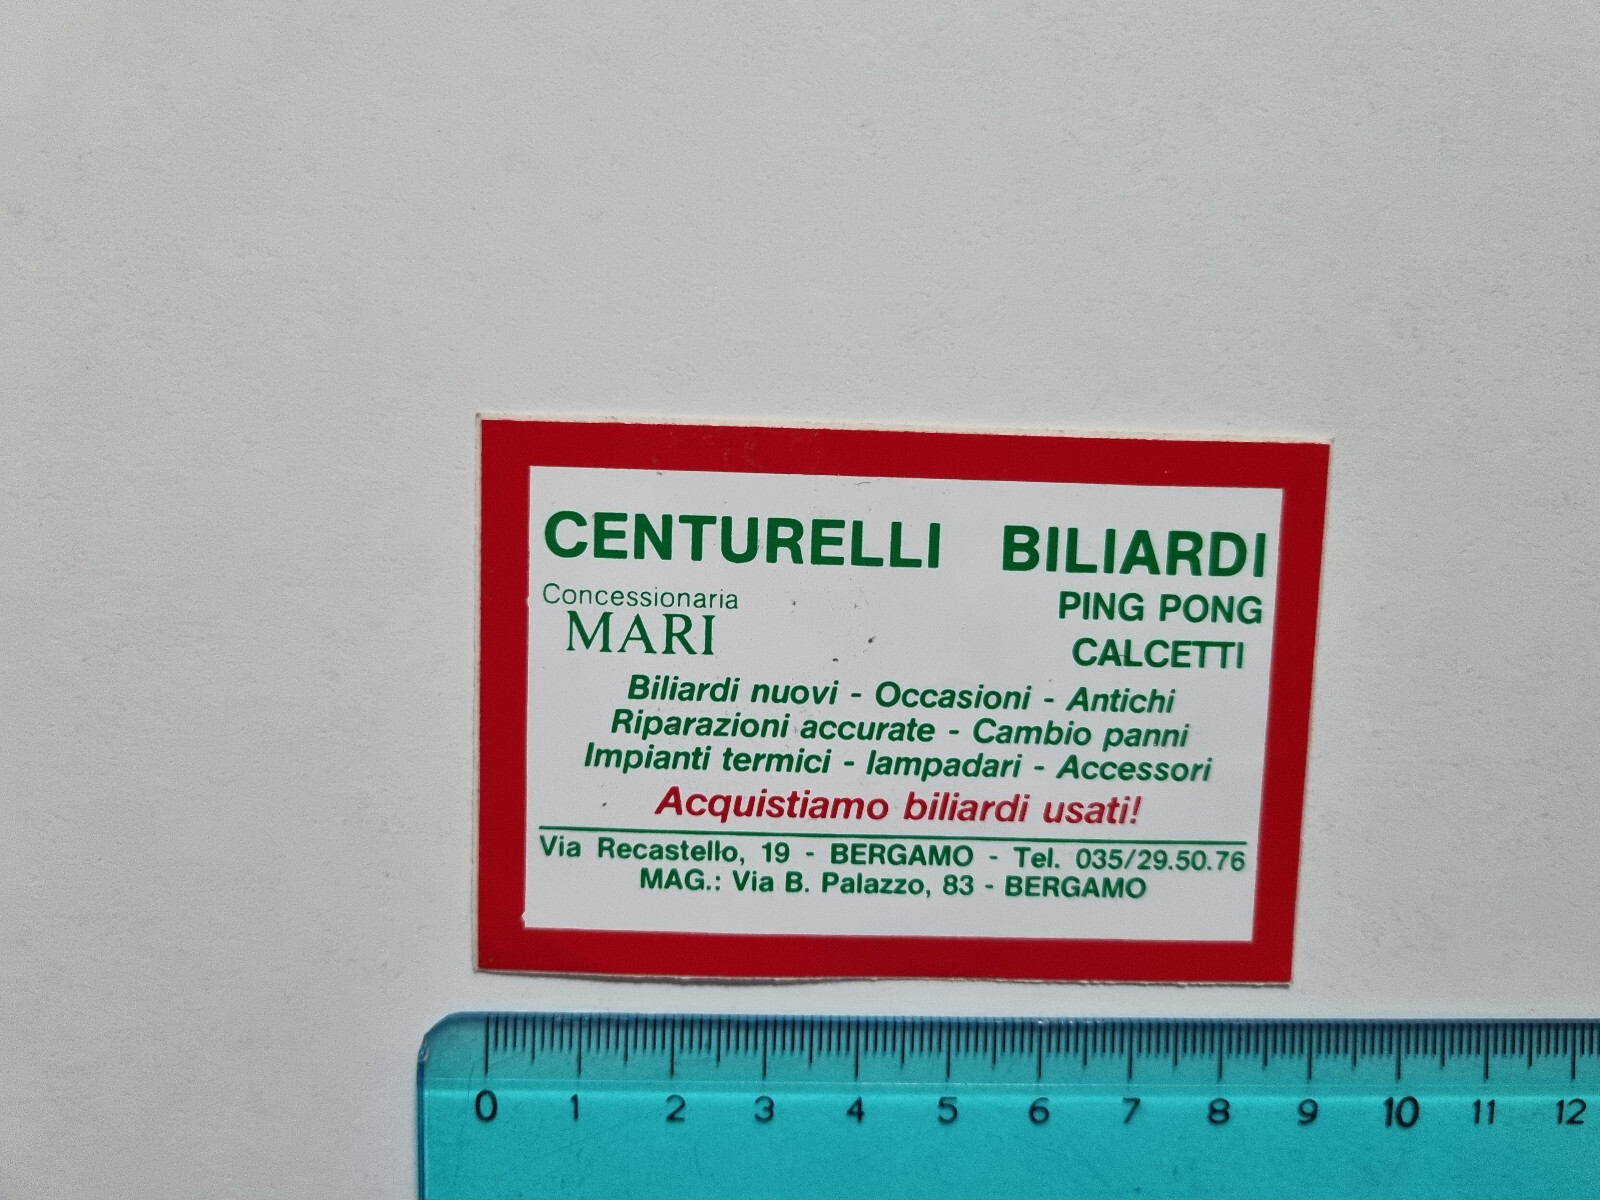 CENTURELLI BILIARDI
Concessionaria
MARI
PING PONG
CALCETTI
Biliardi nuovi - Occasioni - Antichi
Riparazioni accurate - Cambio panni
Impianti termici - lampadari - Accessori
Acquistiamo biliardi usati!
Via Recastello, 19 - BERGAMO - Tel. 035/29.50.76
MAG.: Via B. Palazzo, 83 - BERGAMO
0 1 2 3 4 5 6 7 8 9 10 11 12